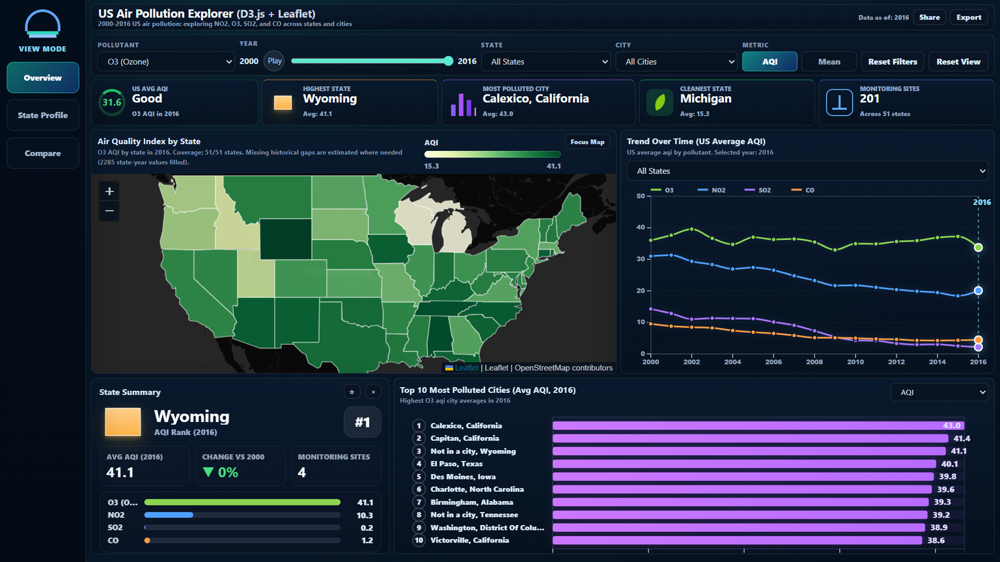 VIEW MODE
Overview
State Profile
Compare
US Air Pollution Explorer (D3.js + Leaflet)
2000-2016 US air pollution: exploring NO2, O3, SO2, and CO across states and cities
Data as of: 2016
Share
Export
POLLUTANT
O3 (Ozone)
YEAR
2000
Play
2016
STATE
All States
CITY
All Cities
METRIC
AQI
Mean
Reset Filters
Reset View
31.6
US AVG AQI
Good
O3 AQI in 2016
HIGHEST STATE
Wyoming
Avg: 41.1
MOST POLLUTED CITY
Calexico, California
Avg: 43.0
CLEANEST STATE
Michigan
Avg: 15.3
MONITORING SITES
201
Across 51 states
Air Quality Index by State
O3 AQI by state in 2016. Coverage: 51/51 states. Missing historical gaps are estimated where needed
(2285 state-year values filled).
AQI
15.3 41.1
Focus Map
+
−
UNITED STATES
Leaflet | Leaflet | OpenStreetMap contributors
Trend Over Time (US Average AQI)
US average aqi by pollutant. Selected year: 2016
All States
O3 NO2 SO2 CO
2016
50
40
30
20
10
0
2000 2002 2004 2006 2008 2010 2012 2014 2016
State Summary
☆ ×
Wyoming
AQI Rank (2016)
#1
AVG AQI (2016)
41.1
CHANGE VS 2000
▼ 0%
MONITORING SITES
4
O3 (O... 41.1
NO2 10.3
SO2 0.2
CO 1.2
Top 10 Most Polluted Cities (Avg AQI, 2016)
Highest O3 aqi city averages in 2016
AQI
1 Calexico, California 43.0
2 Capitan, California 41.4
3 Not in a city, Wyoming 41.1
4 El Paso, Texas 40.1
5 Des Moines, Iowa 39.8
6 Charlotte, North Carolina 39.6
7 Birmingham, Alabama 39.3
8 Not in a city, Tennessee 39.2
9 Washington, District Of Colu... 38.9
10 Victorville, California 38.6